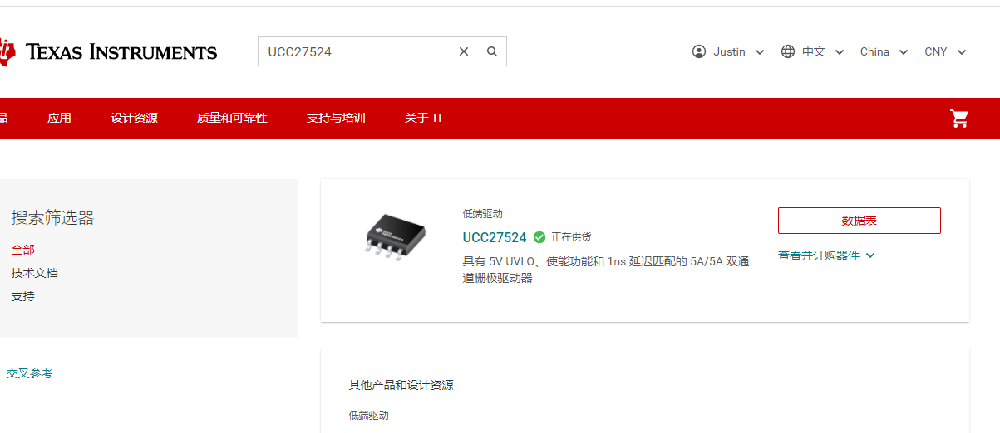 TEXAS INSTRUMENTS
UCC27524
Justin 中文 China CNY
品 应用 设计资源 质量和可靠性 支持与培训 关于 TI
搜索筛选器
全部
技术文档
支持
交叉参考
低端驱动
UCC27524 正在供货
具有 5V UVLO、使能功能和 1ns 延迟匹配的 5A/5A 双通
道栅极驱动器
数据表
查看并订购器件
其他产品和设计资源
低端驱动